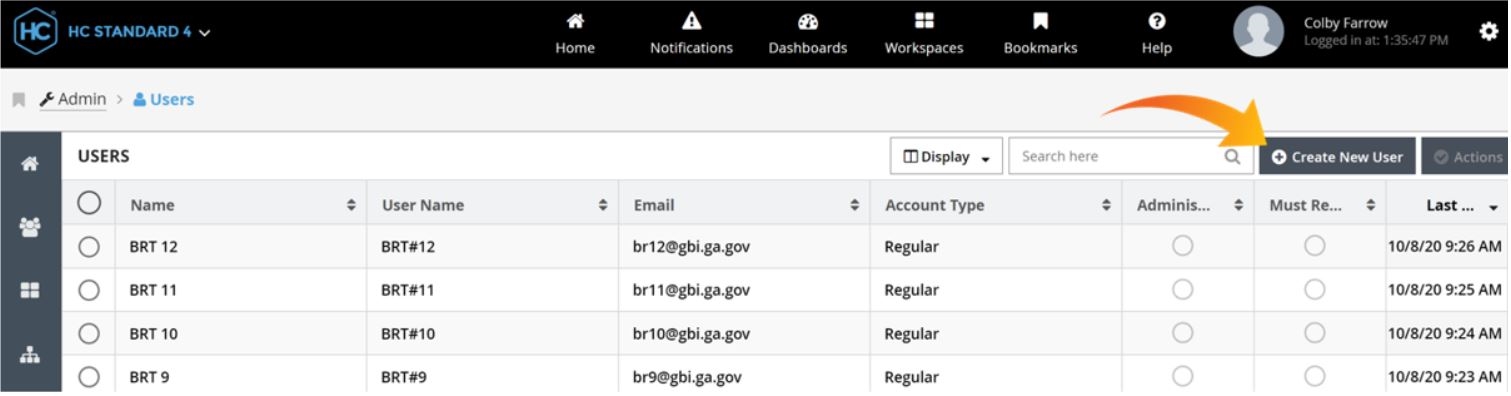 HC HC STANDARD 4
Home Notifications Dashboards Workspaces Bookmarks Help
Colby Farrow
Logged in at: 1:35:47 PM
Admin > Users
USERS Display Search here Create New User Actions
Name User Name Email Account Type Adminis... Must Re... Last ...
BRT 12 BRT#12 br12@gbi.ga.gov Regular 10/8/20 9:26 AM
BRT 11 BRT#11 br11@gbi.ga.gov Regular 10/8/20 9:25 AM
BRT 10 BRT#10 br10@gbi.ga.gov Regular 10/8/20 9:24 AM
BRT 9 BRT#9 br9@gbi.ga.gov Regular 10/8/20 9:23 AM